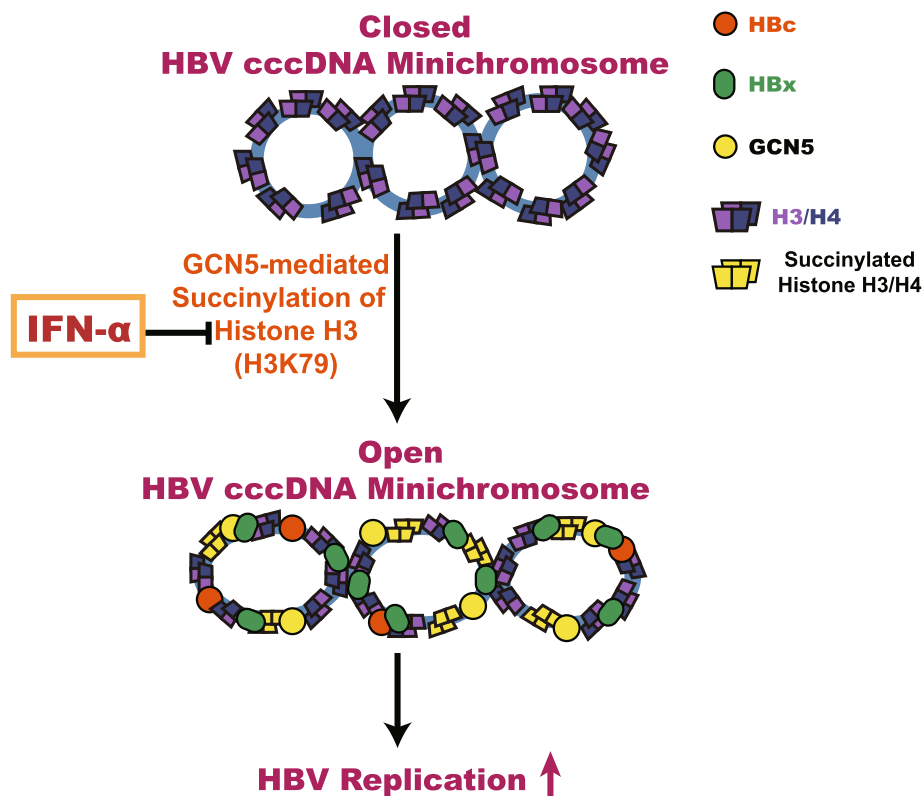 Closed
HBV cccDNA Minichromosome
HBc
HBx
GCN5
H3/H4
Succinylated
Histone H3/H4
GCN5-mediated
Succinylation of
Histone H3
(H3K79)
IFN-α
Open
HBV cccDNA Minichromosome
HBV Replication